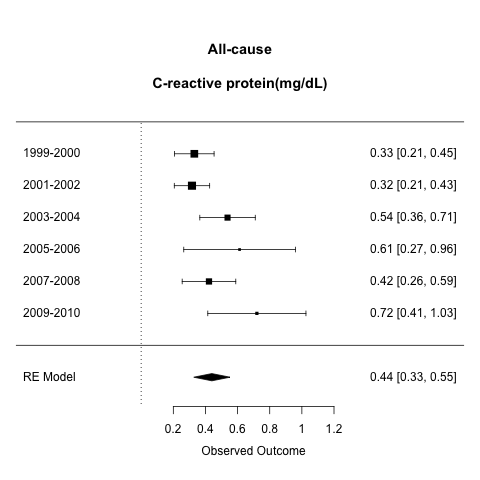 All-cause
C-reactive protein(mg/dL)
1999-2000 0.33 [0.21, 0.45]
2001-2002 0.32 [0.21, 0.43]
2003-2004 0.54 [0.36, 0.71]
2005-2006 0.61 [0.27, 0.96]
2007-2008 0.42 [0.26, 0.59]
2009-2010 0.72 [0.41, 1.03]
RE Model 0.44 [0.33, 0.55]
0.2 0.4 0.6 0.8 1 1.2
Observed Outcome